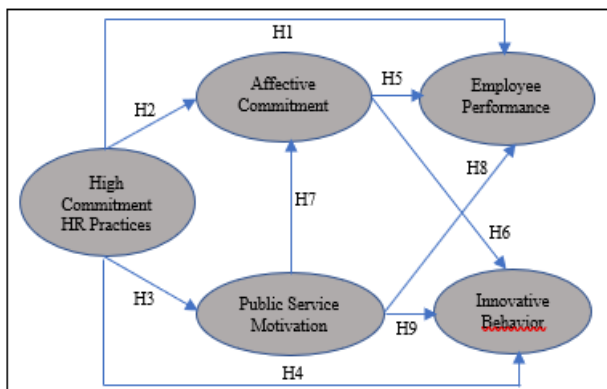 H1
Affective
Commitment
H5
Employee
Performance
H2
H8
High
Commitment
HR Practices
H7
H6
H3
Public Service
Motivation
H9
Innovative
Behavior
H4